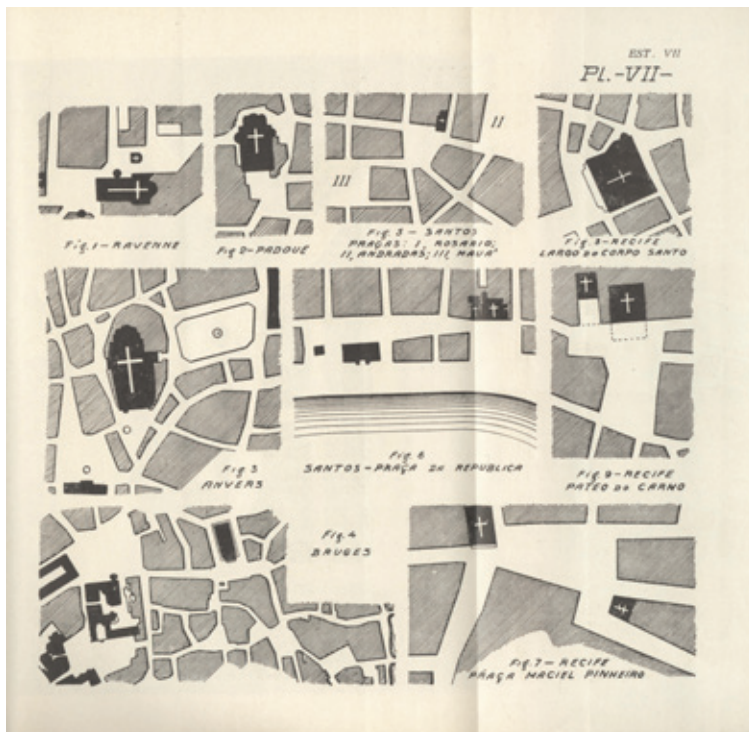 EST. VII
Pl.-VII-
Fig. 1 - RAVENNE
Fig 2 - PADOUE
II
III
Fig. 3 - SANTOS
PRAÇAS: I, ROSARIO;
II, ANDRADAS; III, MAUÁ
Fig. 8 - RECIFE
LARGO DO CORPO SANTO
Fig 5
ANVERS
Fig. 6
SANTOS - PRAÇA DA REPUBLICA
Fig. 9 - RECIFE
PATEO DO CARMO
Fig. 4
BRUGES
Fig. 7 - RECIFE
PRAÇA MACIEL PINHEIRO